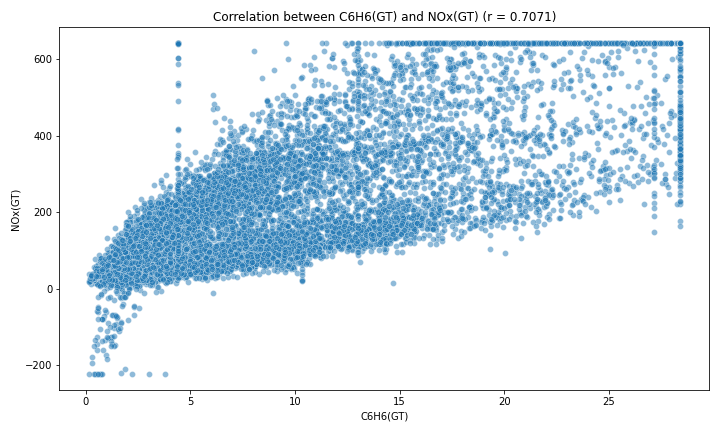 Correlation between C6H6(GT) and NOx(GT) (r = 0.7071)
600
400
200
0
−200
NOx(GT)
0 5 10 15 20 25
C6H6(GT)